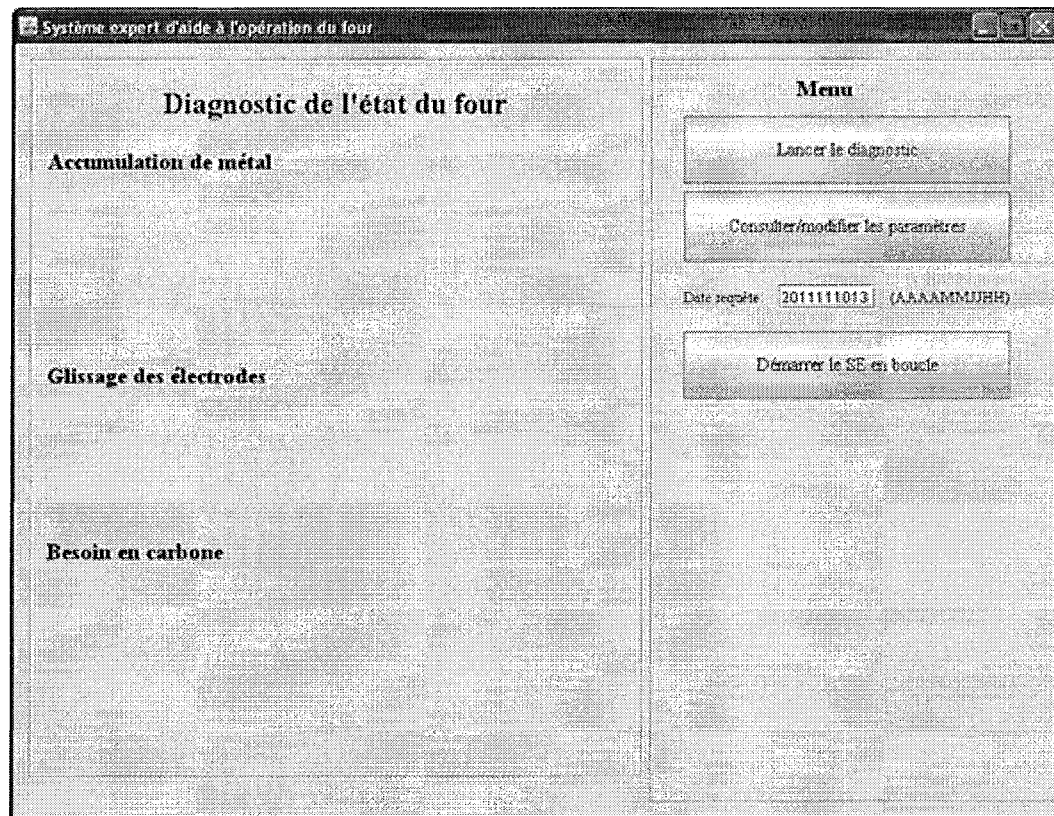 Système expert d'aide à l'opération du four
Diagnostic de l'état du four
Accumulation de métal
Glissage des électrodes
Besoin en carbone
Menu
Lancer le diagnostic
Consulter/modifier les paramètres
Date requête 2011111013 (AAAAMMJJHH)
Démarrer le SE en boucle